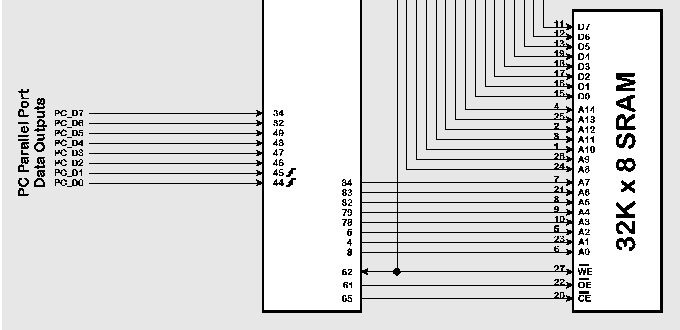 PC Parallel Port
Data Outputs
PC_D7 34
PC_D6 32
PC_D5 49
PC_D4 48
PC_D3 47
PC_D2 46
PC_D1 45
PC_D0 44
84
83
82
79
78
6
4
8
62
61
65
11 D7
12 D6
13 D5
19 D4
18 D3
17 D2
16 D1
15 D0
4 A14
25 A13
2 A12
3 A11
1 A10
28 A9
24 A8
7 A7
21 A6
8 A5
9 A4
10 A3
5 A2
23 A1
6 A0
27 WE
22 OE
20 CE
32K x 8 SRAM